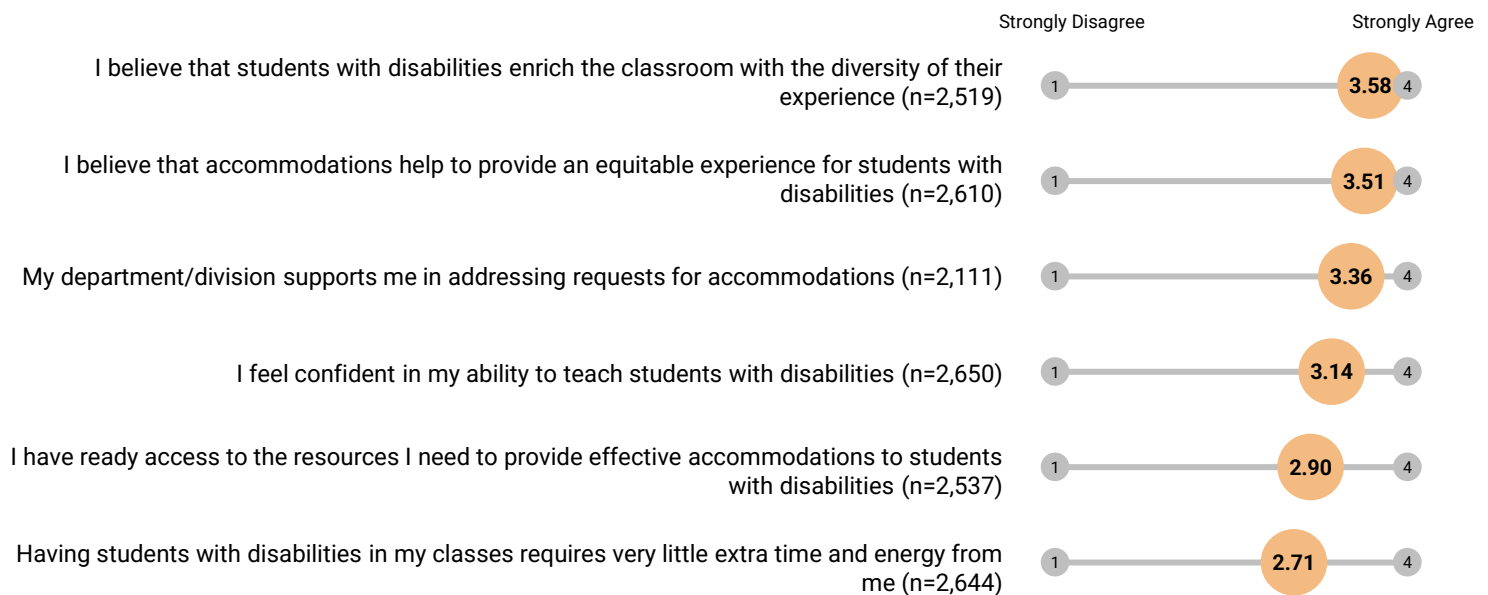 Strongly Disagree Strongly Agree
I believe that students with disabilities enrich the classroom with the diversity of their
experience (n=2,519)
1 3.58 4
I believe that accommodations help to provide an equitable experience for students with
disabilities (n=2,610)
1 3.51 4
My department/division supports me in addressing requests for accommodations (n=2,111)
1 3.36 4
I feel confident in my ability to teach students with disabilities (n=2,650)
1 3.14 4
I have ready access to the resources I need to provide effective accommodations to students
with disabilities (n=2,537)
1 2.90 4
Having students with disabilities in my classes requires very little extra time and energy from
me (n=2,644)
1 2.71 4